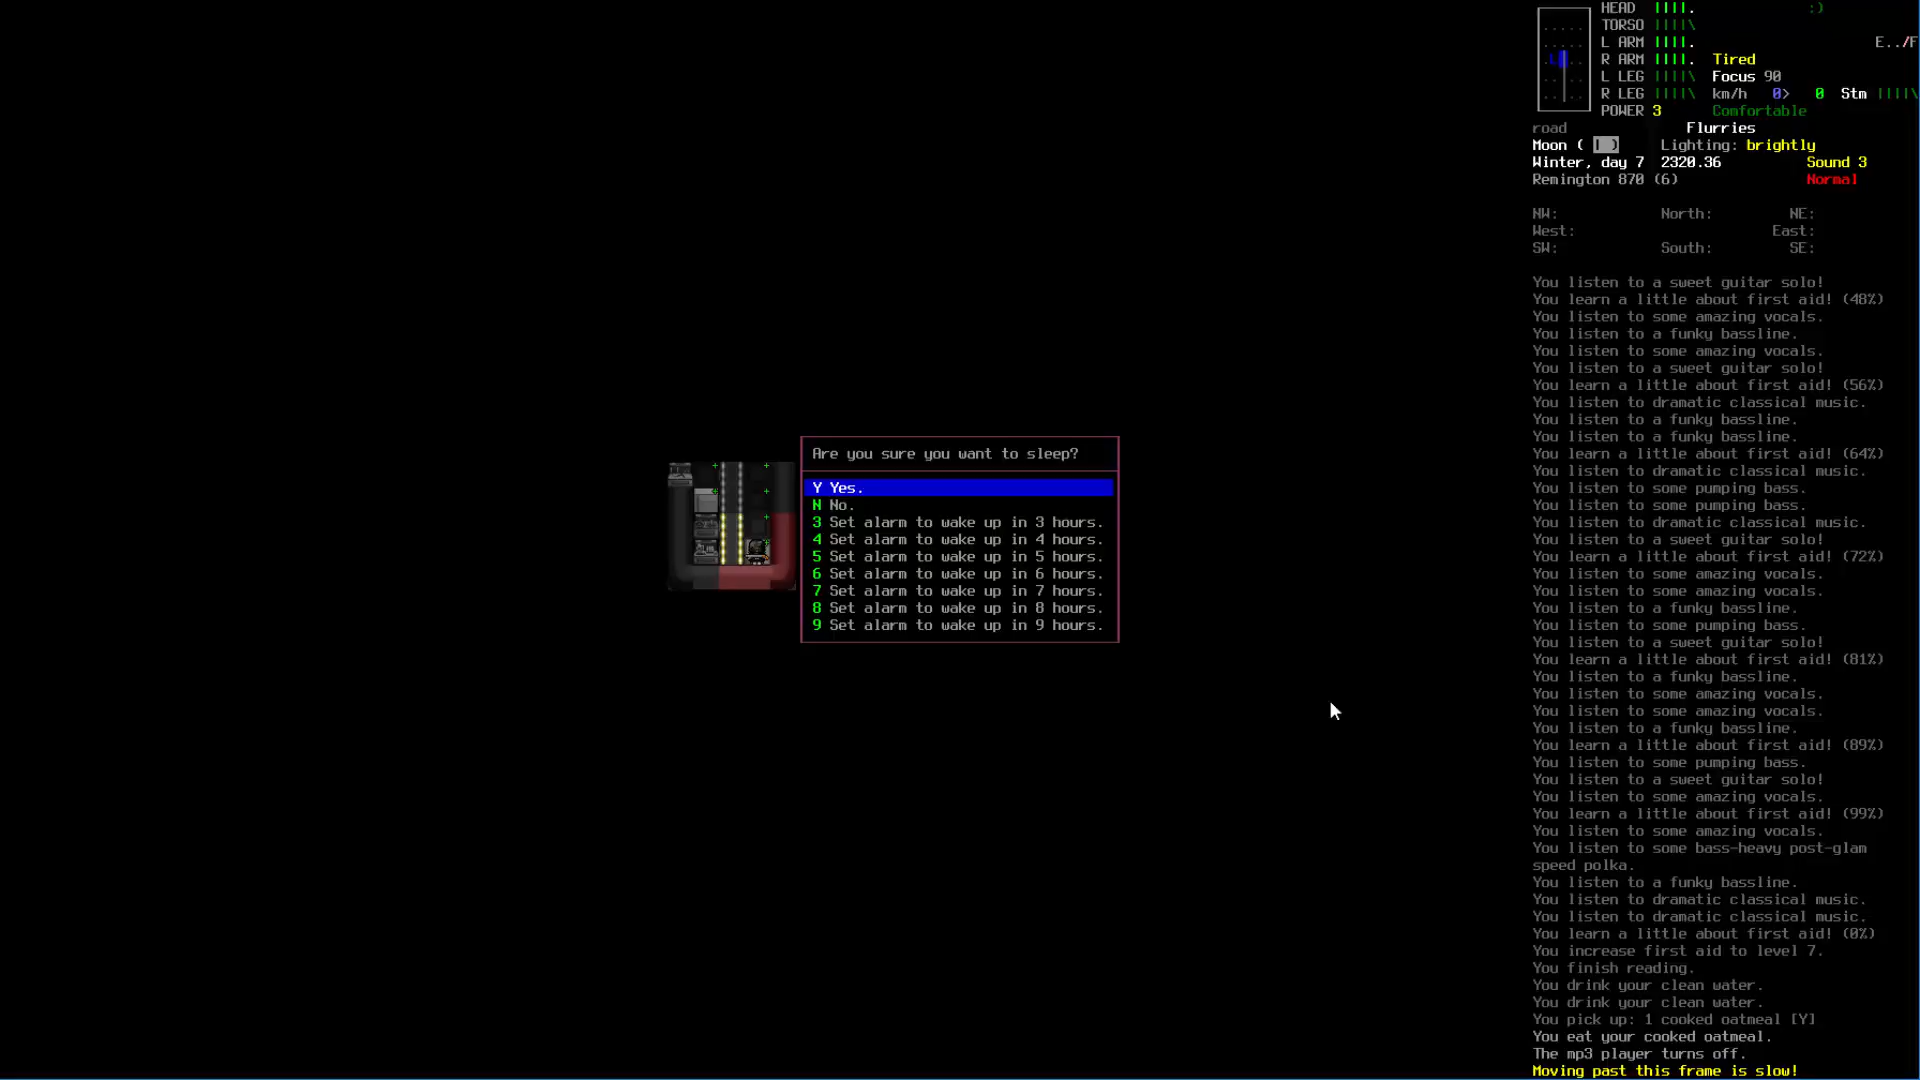 HEAD ||||. :)
TORSO ||||\
L ARM ||||. E../F
R ARM ||||. Tired
L LEG ||||\ Focus 90
R LEG ||||\ km/h 0> 0 Stm ||||\
POWER 3 Comfortable
road Flurries
Moon ( | ) Lighting: brightly
Winter, day 7 2320.36 Sound 3
Remington 870 (6) Normal
NW: North: NE:
West: East:
SW: South: SE:
You listen to a sweet guitar solo!
You learn a little about first aid! (48%)
You listen to some amazing vocals.
You listen to a funky bassline.
You listen to some amazing vocals.
You listen to a sweet guitar solo!
You learn a little about first aid! (56%)
You listen to dramatic classical music.
You listen to a funky bassline.
You listen to a funky bassline.
You learn a little about first aid! (64%)
You listen to dramatic classical music.
You listen to some pumping bass.
You listen to some pumping bass.
You listen to dramatic classical music.
You listen to a sweet guitar solo!
You learn a little about first aid! (72%)
You listen to some amazing vocals.
You listen to some amazing vocals.
You listen to a funky bassline.
You listen to some pumping bass.
You listen to a sweet guitar solo!
You learn a little about first aid! (81%)
You listen to a funky bassline.
You listen to some amazing vocals.
You listen to some amazing vocals.
You listen to a funky bassline.
You learn a little about first aid! (89%)
You listen to some pumping bass.
You listen to a sweet guitar solo!
You listen to some amazing vocals.
You learn a little about first aid! (99%)
You listen to some amazing vocals.
You listen to some bass-heavy post-glam
speed polka.
You listen to a funky bassline.
You listen to dramatic classical music.
You listen to dramatic classical music.
You learn a little about first aid! (0%)
You increase first aid to level 7.
You finish reading.
You drink your clean water.
You drink your clean water.
You pick up: 1 cooked oatmeal [Y]
You eat your cooked oatmeal.
The mp3 player turns off.
Moving past this frame is slow!
Are you sure you want to sleep?
Y Yes.
N No.
3 Set alarm to wake up in 3 hours.
4 Set alarm to wake up in 4 hours.
5 Set alarm to wake up in 5 hours.
6 Set alarm to wake up in 6 hours.
7 Set alarm to wake up in 7 hours.
8 Set alarm to wake up in 8 hours.
9 Set alarm to wake up in 9 hours.